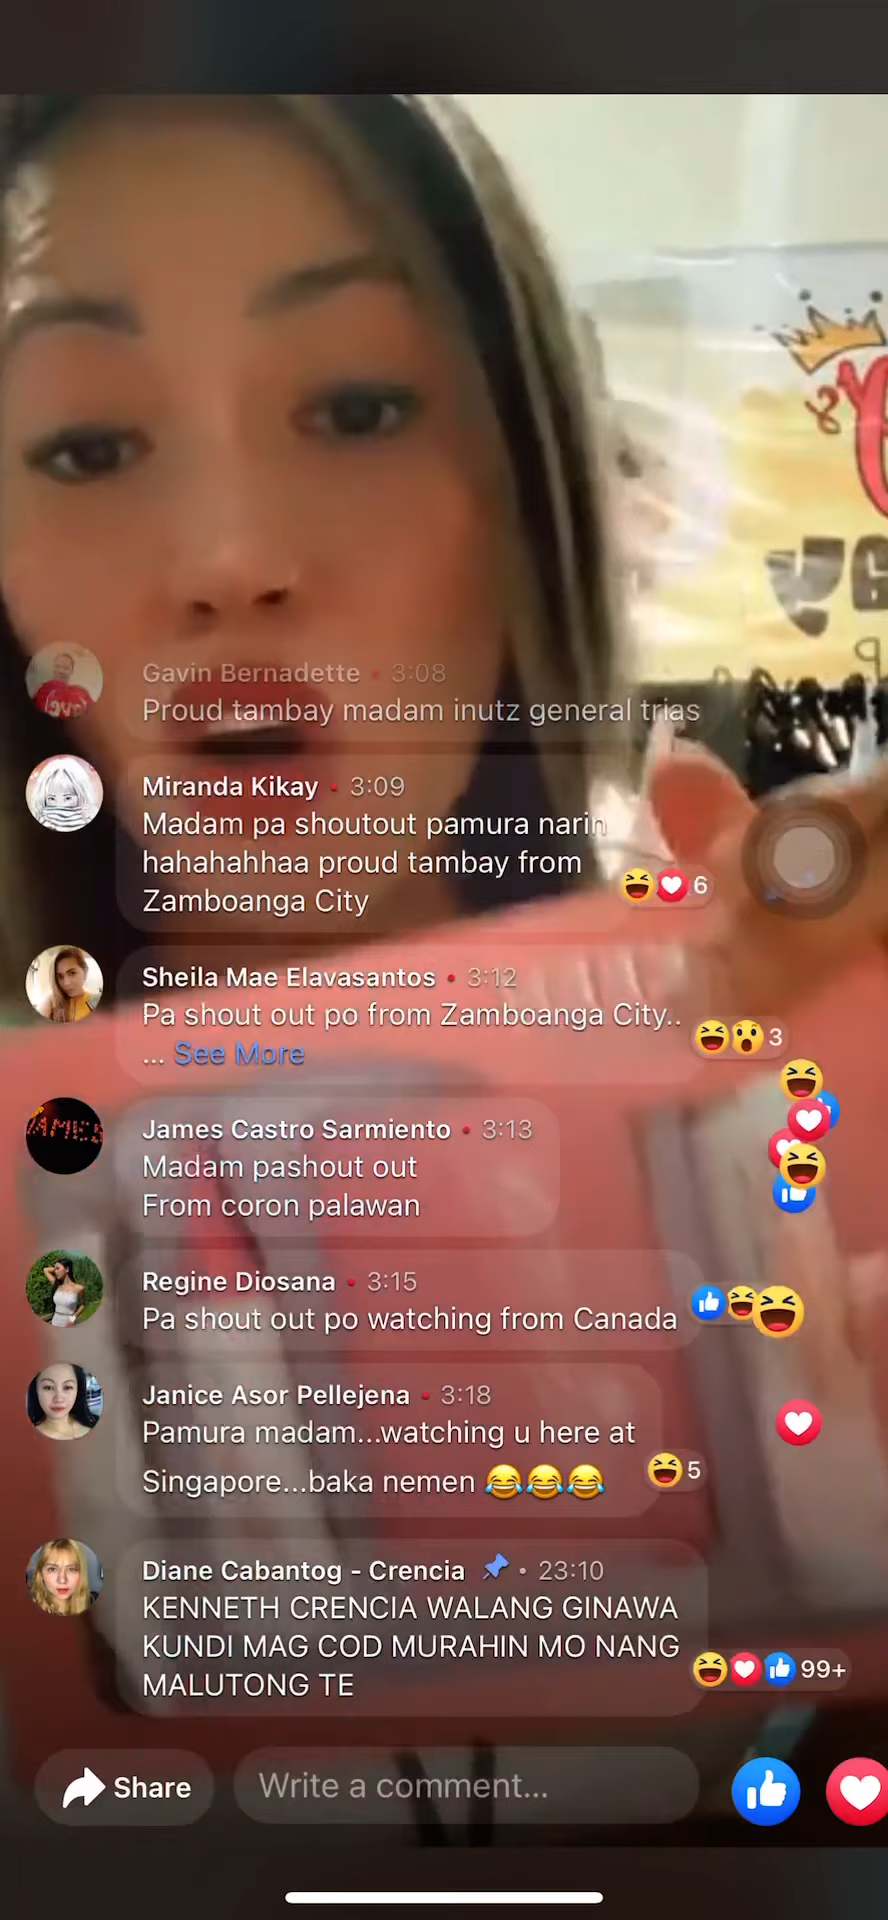 Gavin Bernadette • 3:08
Proud tambay madam inutz general trias
Miranda Kikay • 3:09
Madam pa shoutout pamura narin
hahahahhaa proud tambay from
Zamboanga City
6
Sheila Mae Elavasantos • 3:12
Pa shout out po from Zamboanga City..
... See More
3
JAMES
James Castro Sarmiento • 3:13
Madam pashout out
From coron palawan
Regine Diosana • 3:15
Pa shout out po watching from Canada
Janice Asor Pellejena • 3:18
Pamura madam...watching u here at
Singapore...baka nemen 😂😂😂
5
Diane Cabantog - Crencia 📌 • 23:10
KENNETH CRENCIA WALANG GINAWA
KUNDI MAG COD MURAHIN MO NANG
MALUTONG TE
99+
Share
Write a comment...